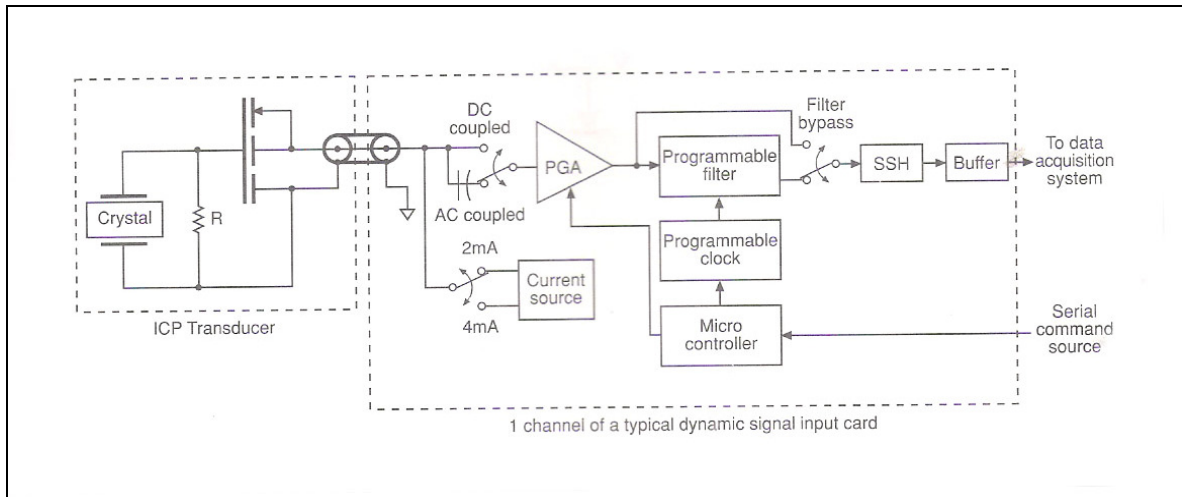 DC
coupled
Filter
bypass
PGA
Programmable
filter
SSH
Buffer
To data
acquisition
system
Crystal
R
AC coupled
2mA
Current
source
4mA
Programmable
clock
Micro
controller
Serial
command
source
ICP Transducer
1 channel of a typical dynamic signal input card